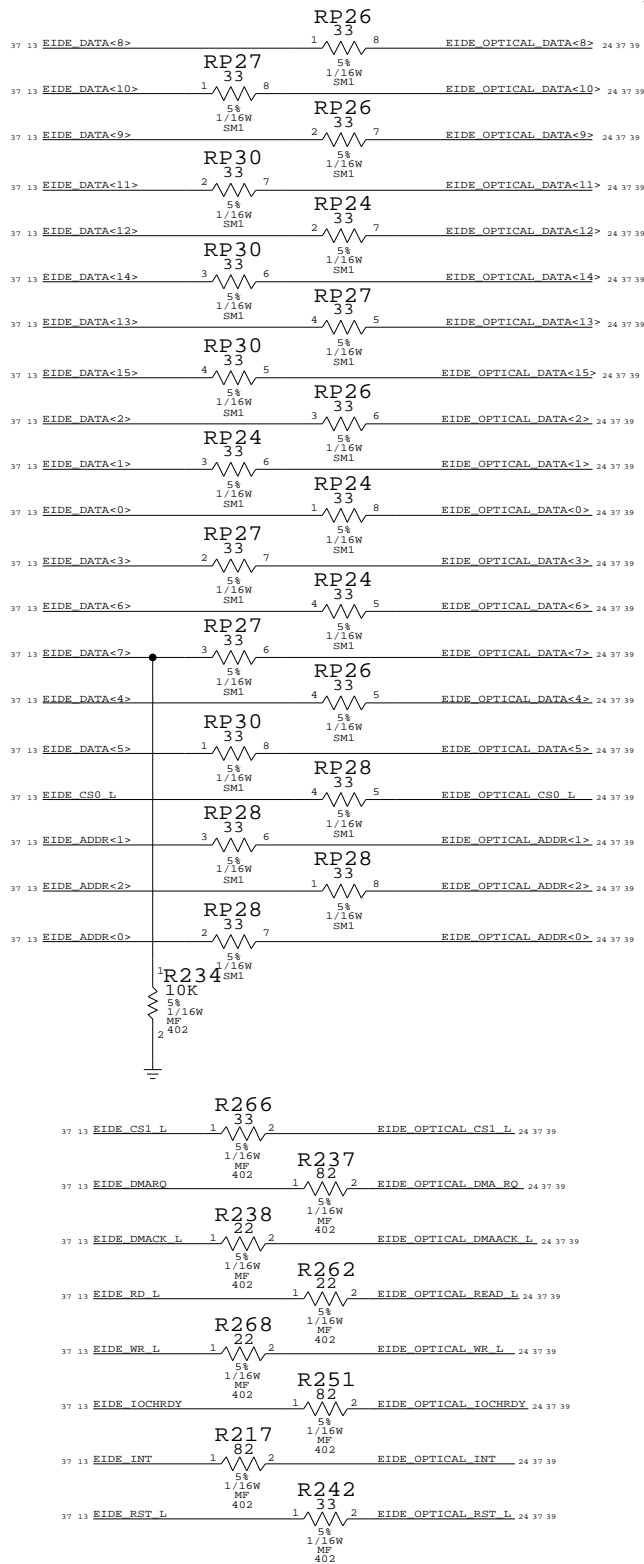 RP26
33
37 13 EIDE_DATA<8> 1 8 EIDE_OPTICAL_DATA<8> 24 37 39
5%
1/16W
SM1
RP27
33
37 13 EIDE_DATA<10> 1 8 EIDE_OPTICAL_DATA<10> 24 37 39
5%
1/16W
SM1
RP26
33
37 13 EIDE_DATA<9> 2 7 EIDE_OPTICAL_DATA<9> 24 37 39
5%
1/16W
SM1
RP30
33
37 13 EIDE_DATA<11> 2 7 EIDE_OPTICAL_DATA<11> 24 37 39
5%
1/16W
SM1
RP24
33
37 13 EIDE_DATA<12> 2 7 EIDE_OPTICAL_DATA<12> 24 37 39
5%
1/16W
SM1
RP30
33
37 13 EIDE_DATA<14> 3 6 EIDE_OPTICAL_DATA<14> 24 37 39
5%
1/16W
SM1
RP27
33
37 13 EIDE_DATA<13> 4 5 EIDE_OPTICAL_DATA<13> 24 37 39
5%
1/16W
SM1
RP30
33
37 13 EIDE_DATA<15> 4 5 EIDE_OPTICAL_DATA<15> 24 37 39
5%
1/16W
SM1
RP26
33
37 13 EIDE_DATA<2> 3 6 EIDE_OPTICAL_DATA<2> 24 37 39
5%
1/16W
SM1
RP24
33
37 13 EIDE_DATA<1> 3 6 EIDE_OPTICAL_DATA<1> 24 37 39
5%
1/16W
SM1
RP24
33
37 13 EIDE_DATA<0> 1 8 EIDE_OPTICAL_DATA<0> 24 37 39
5%
1/16W
SM1
RP27
33
37 13 EIDE_DATA<3> 2 7 EIDE_OPTICAL_DATA<3> 24 37 39
5%
1/16W
SM1
RP24
33
37 13 EIDE_DATA<6> 4 5 EIDE_OPTICAL_DATA<6> 24 37 39
5%
1/16W
SM1
RP27
33
37 13 EIDE_DATA<7> 3 6 EIDE_OPTICAL_DATA<7> 24 37 39
5%
1/16W
SM1
RP26
33
37 13 EIDE_DATA<4> 4 5 EIDE_OPTICAL_DATA<4> 24 37 39
5%
1/16W
SM1
RP30
33
37 13 EIDE_DATA<5> 1 8 EIDE_OPTICAL_DATA<5> 24 37 39
5%
1/16W
SM1
RP28
33
37 13 EIDE_CS0_L 4 5 EIDE_OPTICAL_CS0_L 24 37 39
5%
1/16W
SM1
RP28
33
37 13 EIDE_ADDR<1> 3 6 EIDE_OPTICAL_ADDR<1> 24 37 39
5%
1/16W
SM1
RP28
33
37 13 EIDE_ADDR<2> 1 8 EIDE_OPTICAL_ADDR<2> 24 37 39
5%
1/16W
SM1
RP28
33
37 13 EIDE_ADDR<0> 2 7 EIDE_OPTICAL_ADDR<0> 24 37 39
5%
1/16W
SM1
1 R234
10K
5%
1/16W
MF
402
2
R266
33
37 13 EIDE_CS1_L 1 2 EIDE_OPTICAL_CS1_L 24 37 39
5%
1/16W
MF
402
R237
82
37 13 EIDE_DMARQ 1 2 EIDE_OPTICAL_DMA_RQ 24 37 39
5%
1/16W
MF
402
R238
22
37 13 EIDE_DMACK_L 1 2 EIDE_OPTICAL_DMAACK_L 24 37 39
5%
1/16W
MF
402
R262
22
37 13 EIDE_RD_L 1 2 EIDE_OPTICAL_READ_L 24 37 39
5%
1/16W
MF
402
R268
22
37 13 EIDE_WR_L 1 2 EIDE_OPTICAL_WR_L 24 37 39
5%
1/16W
MF
402
R251
82
37 13 EIDE_IOCHRDY 1 2 EIDE_OPTICAL_IOCHRDY 24 37 39
5%
1/16W
MF
402
R217
82
37 13 EIDE_INT 1 2 EIDE_OPTICAL_INT 24 37 39
5%
1/16W
MF
402
R242
33
37 13 EIDE_RST_L 1 2 EIDE_OPTICAL_RST_L 24 37 39
5%
1/16W
MF
402